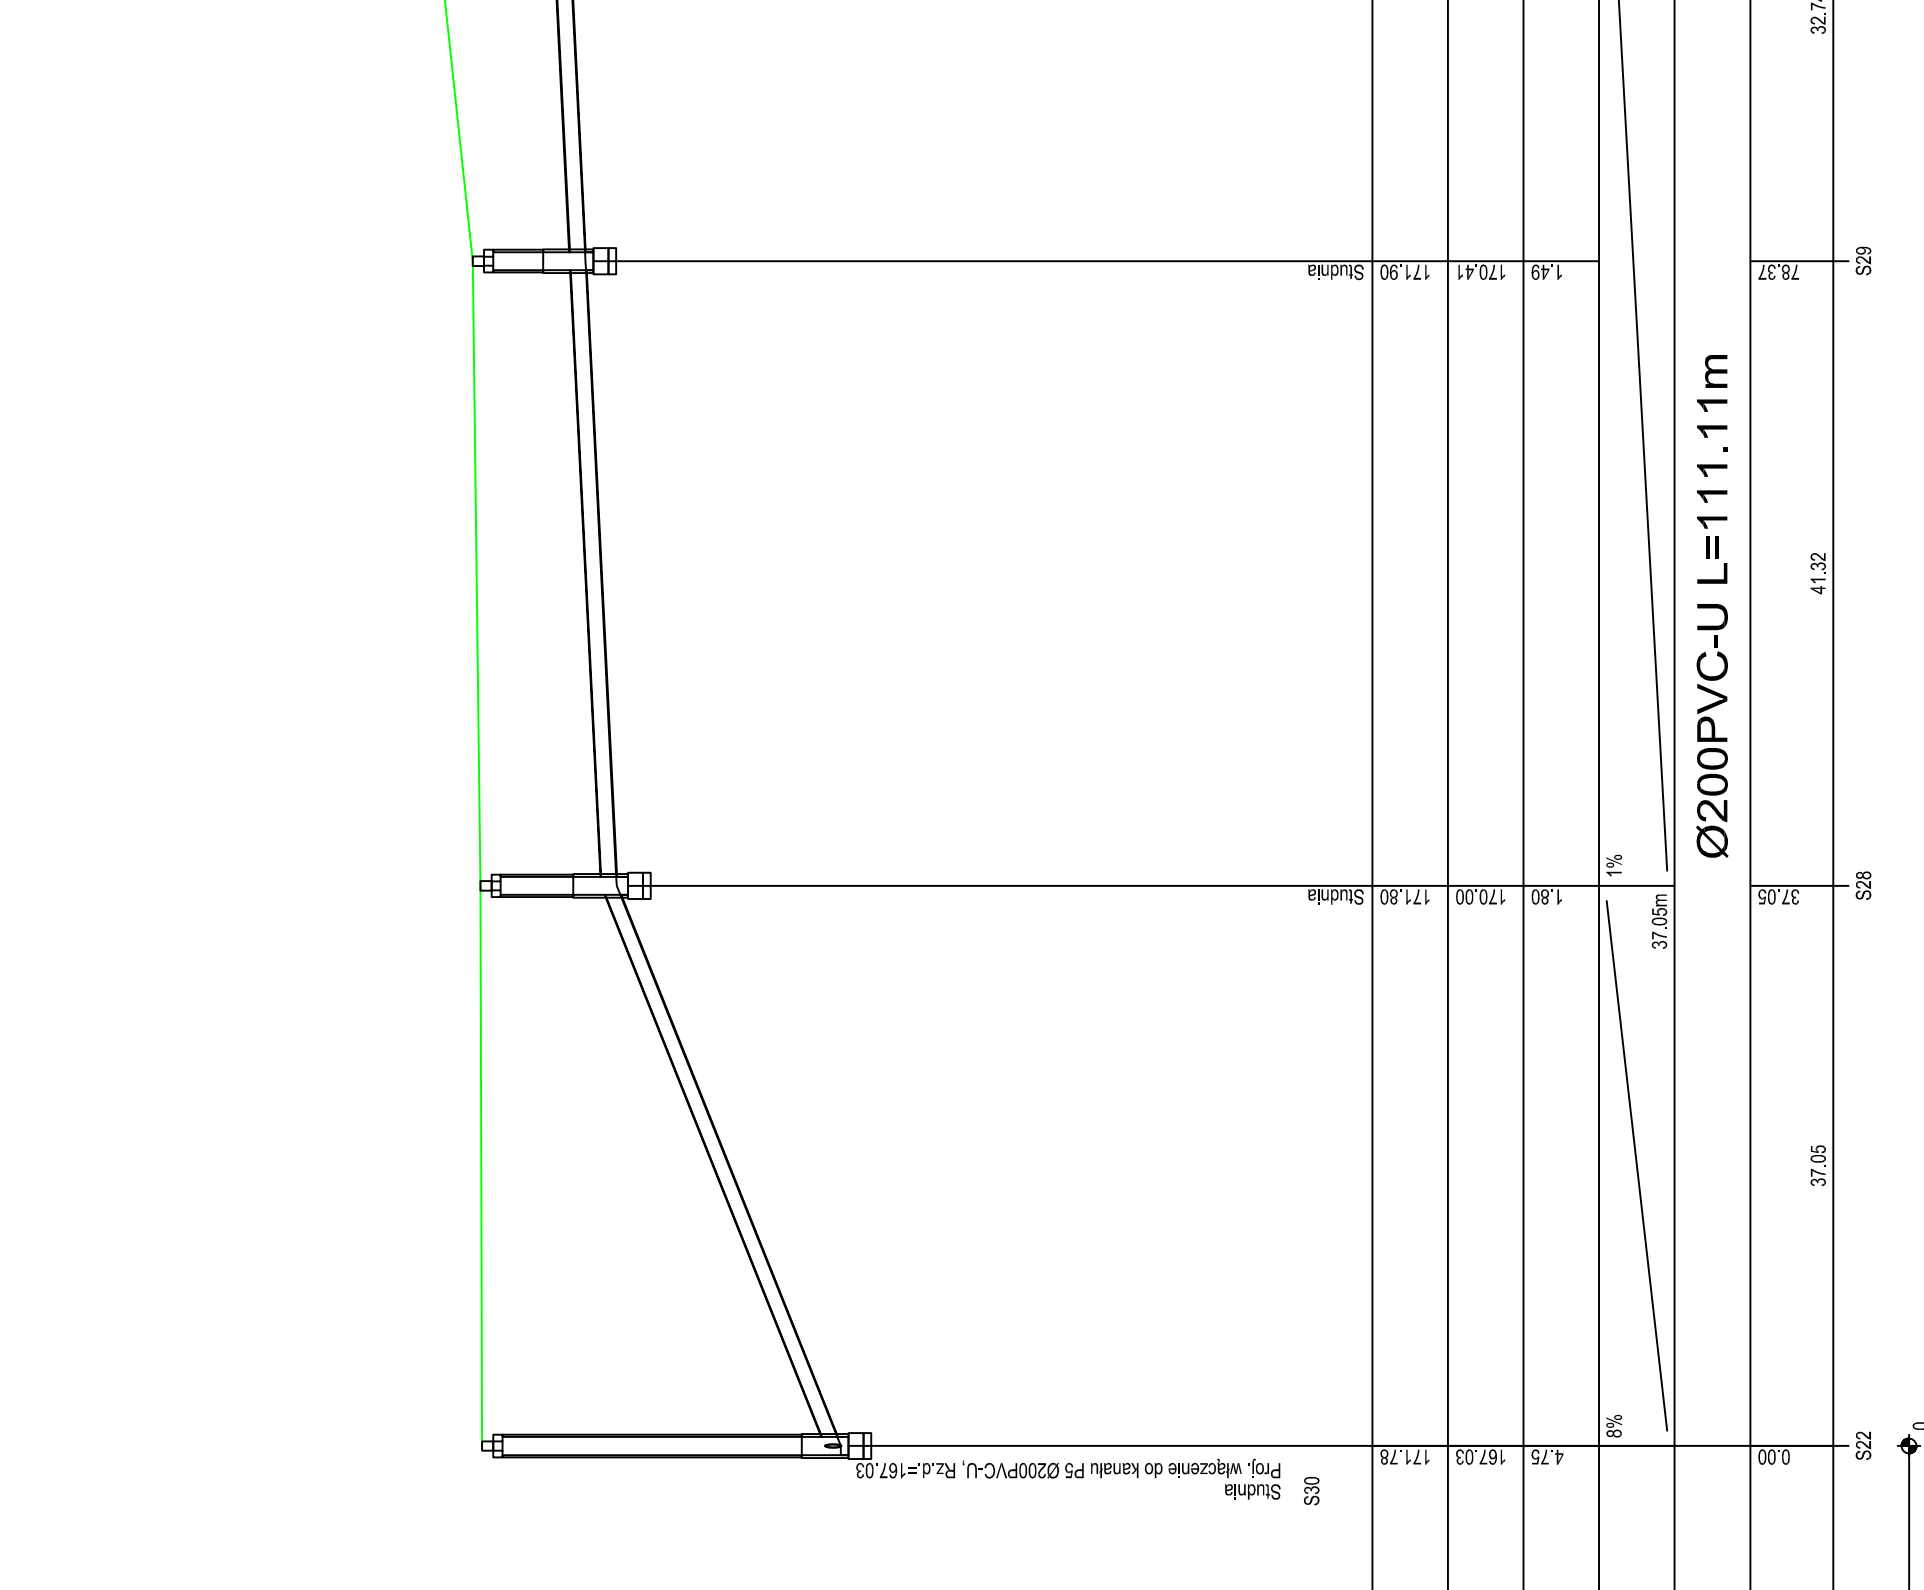 Studnia
171.90
170.41
1.49
78.37
S29
41.32
Ø200PVC-U L=111.11m
Studnia
171.80
170.00
1.80
1%
37.05m
37.05
S28
37.05
8%
Proj. włączenie do kanału P5 Ø200PVC-U, Rz.d.=167.03
Studnia
S30
171.78
167.03
4.75
0.00
S22
0